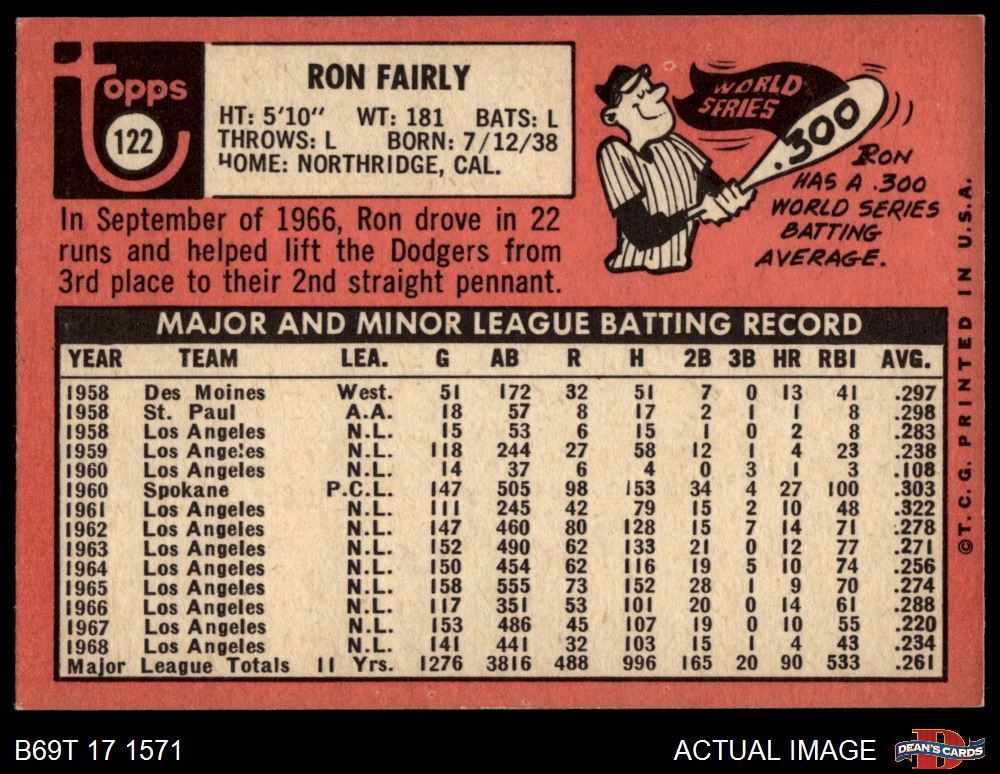 Topps
122
RON FAIRLY
HT: 5'10" WT: 181 BATS: L
THROWS: L BORN: 7/12/38
HOME: NORTHRIDGE, CAL.
In September of 1966, Ron drove in 22
runs and helped lift the Dodgers from
3rd place to their 2nd straight pennant.
WORLD
SERIES
.300
RON
HAS A .300
WORLD SERIES
BATTING
AVERAGE.
MAJOR AND MINOR LEAGUE BATTING RECORD
YEAR TEAM LEA. G AB R H 2B 3B HR RBI AVG.
1958 Des Moines West. 51 172 32 51 7 0 13 41 .297
1958 St. Paul A.A. 18 57 8 17 2 1 1 8 .298
1958 Los Angeles N.L. 15 53 6 15 1 0 2 8 .283
1959 Los Angeles N.L. 118 244 27 58 12 1 4 23 .238
1960 Los Angeles N.L. 14 37 6 4 0 3 1 3 .108
1960 Spokane P.C.L. 147 505 98 153 34 4 27 100 .303
1961 Los Angeles N.L. 111 245 42 79 15 2 10 48 .322
1962 Los Angeles N.L. 147 460 80 128 15 7 14 71 .278
1963 Los Angeles N.L. 152 490 62 133 21 0 12 77 .271
1964 Los Angeles N.L. 150 454 62 116 19 5 10 74 .256
1965 Los Angeles N.L. 158 555 73 152 28 1 9 70 .274
1966 Los Angeles N.L. 117 351 53 101 20 0 14 61 .288
1967 Los Angeles N.L. 153 486 45 107 19 0 10 55 .220
1968 Los Angeles N.L. 141 441 32 103 15 1 4 43 .234
Major League Totals 11 Yrs. 1276 3816 488 996 165 20 90 533 .261
©T.C.G. PRINTED IN U.S.A.
B69T 17 1571
ACTUAL IMAGE
DEAN'S CARDS